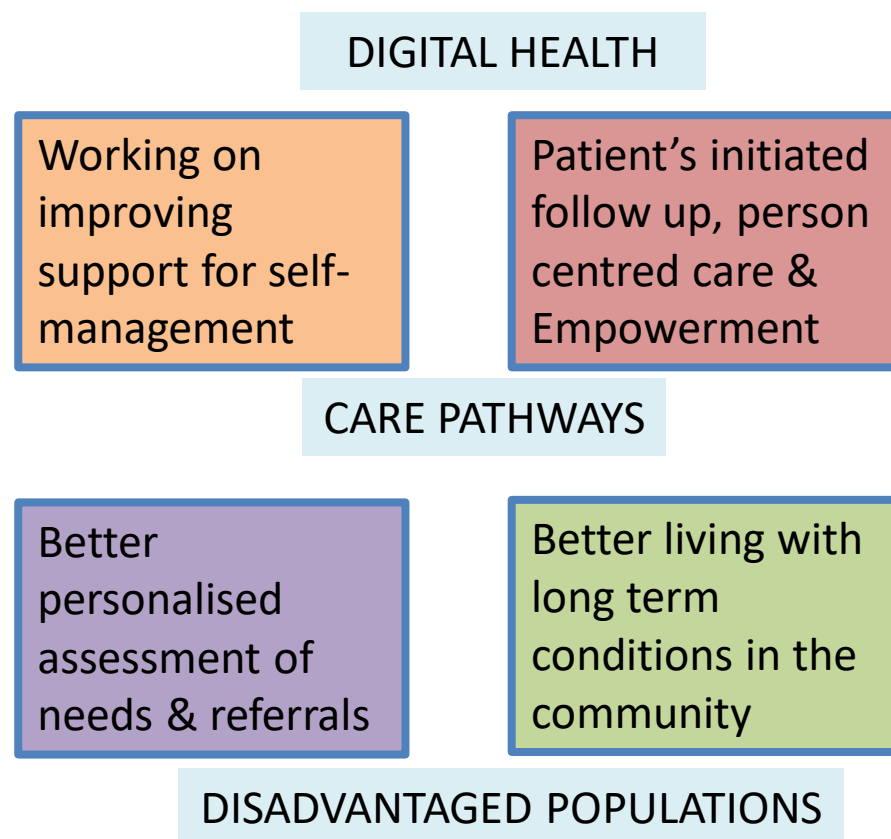 DIGITAL HEALTH
Working on
improving
support for self-
management
Patient’s initiated
follow up, person
centred care &
Empowerment
CARE PATHWAYS
Better
personalised
assessment of
needs & referrals
Better living with
long term
conditions in the
community
DISADVANTAGED POPULATIONS